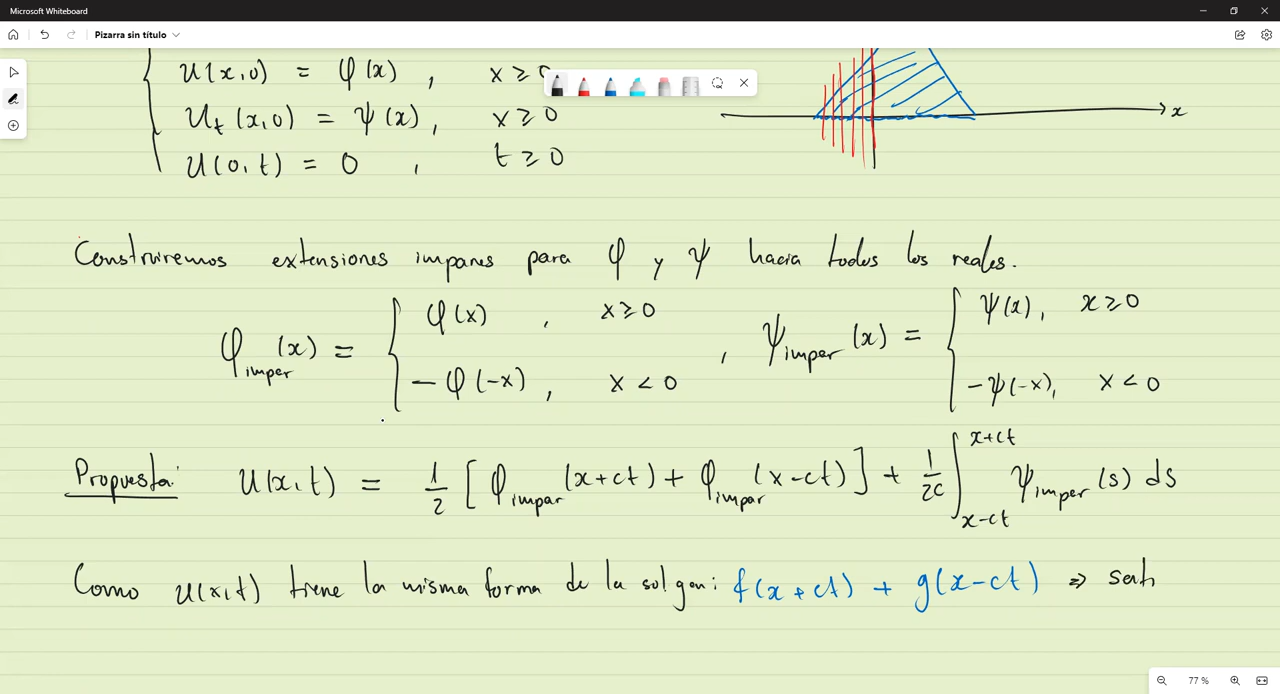 Microsoft Whiteboard
Pizarra sin título
u(x,0) = φ(x) , x ≥ 0
u_t(x,0) = ψ(x), x ≥ 0
u(0,t) = 0 , t ≥ 0
x
Construiremos extensiones impares para φ y ψ hacia todos los reales.
φ_impar(x) = { φ(x) , x ≥ 0
− φ(−x) , x < 0
, ψ_impar(x) = { ψ(x), x ≥ 0
−ψ(−x), x < 0
Propuesta: u(x,t) = 1/2 [ φ_impar(x+ct) + φ_impar(x−ct) ] + 1/2c ∫_{x−ct}^{x+ct} ψ_impar(s) ds
Como u(x,t) tiene la misma forma de la sol gen: f(x+ct) + g(x−ct) ⇒ sati
77 %